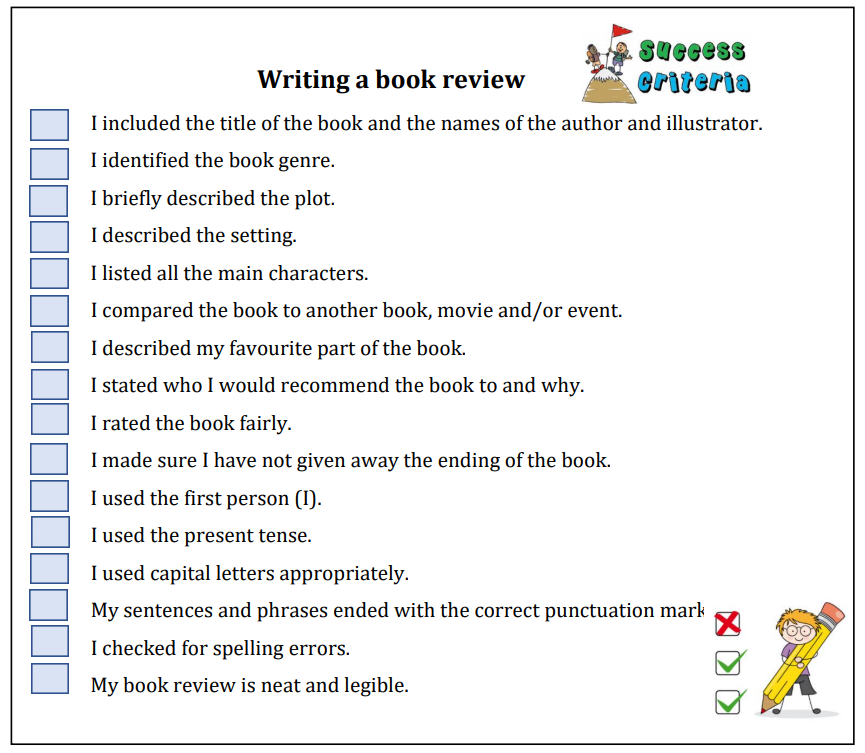 Writing a book review
Success
Criteria
I included the title of the book and the names of the author and illustrator.
I identified the book genre.
I briefly described the plot.
I described the setting.
I listed all the main characters.
I compared the book to another book, movie and/or event.
I described my favourite part of the book.
I stated who I would recommend the book to and why.
I rated the book fairly.
I made sure I have not given away the ending of the book.
I used the first person (I).
I used the present tense.
I used capital letters appropriately.
My sentences and phrases ended with the correct punctuation mark
I checked for spelling errors.
My book review is neat and legible.